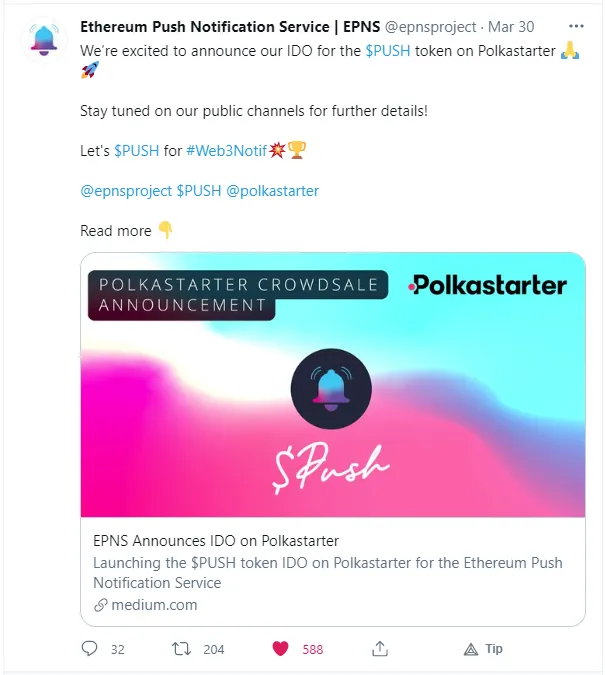 Ethereum Push Notification Service | EPNS @epnsproject · Mar 30
We’re excited to announce our IDO for the $PUSH token on Polkastarter 🙏
🚀
Stay tuned on our public channels for further details!
Let's $PUSH for #Web3Notif💥🏆
@epnsproject $PUSH @polkastarter
Read more 👇
POLKASTARTER CROWDSALE
ANNOUNCEMENT
Polkastarter
$Push
EPNS Announces IDO on Polkastarter
Launching the $PUSH token IDO on Polkastarter for the Ethereum Push
Notification Service
medium.com
32 204 588 Tip